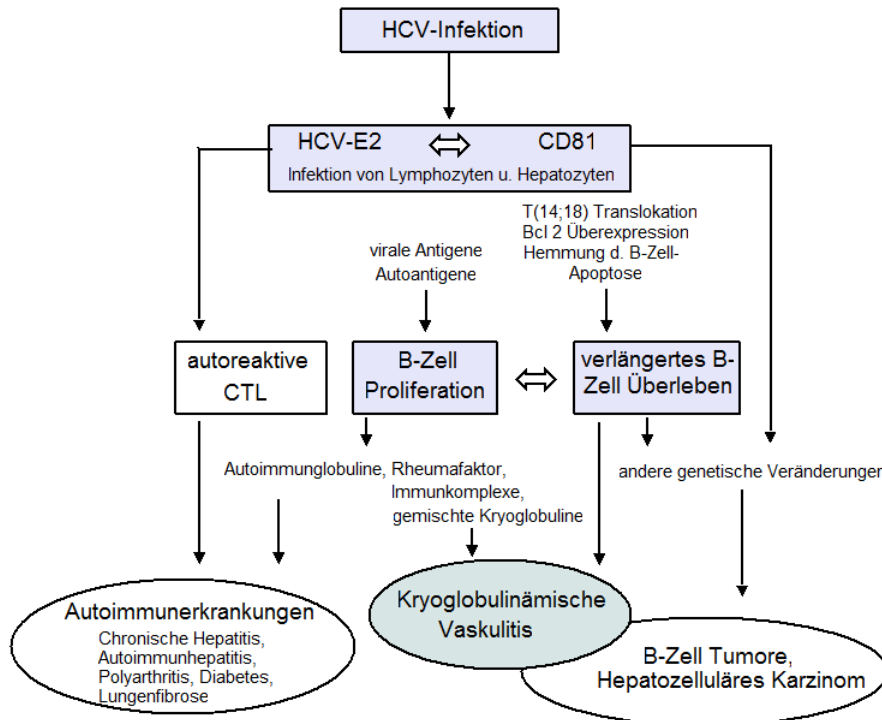 HCV-Infektion
HCV-E2 CD81
Infektion von Lymphozyten u. Hepatozyten
T(14;18) Translokation
Bcl 2 Überexpression
Hemmung d. B-Zell-
Apoptose
virale Antigene
Autoantigene
autoreaktive
CTL
B-Zell
Proliferation
verlängertes B-
Zell Überleben
Autoimmunglobuline, Rheumafaktor,
Immunkomplexe,
gemischte Kryoglobuline
andere genetische Veränderungen
Autoimmunerkrankungen
Chronische Hepatitis,
Autoimmunhepatitis,
Polyarthritis, Diabetes,
Lungenfibrose
Kryoglobulinämische
Vaskulitis
B-Zell Tumore,
Hepatozelluläres Karzinom